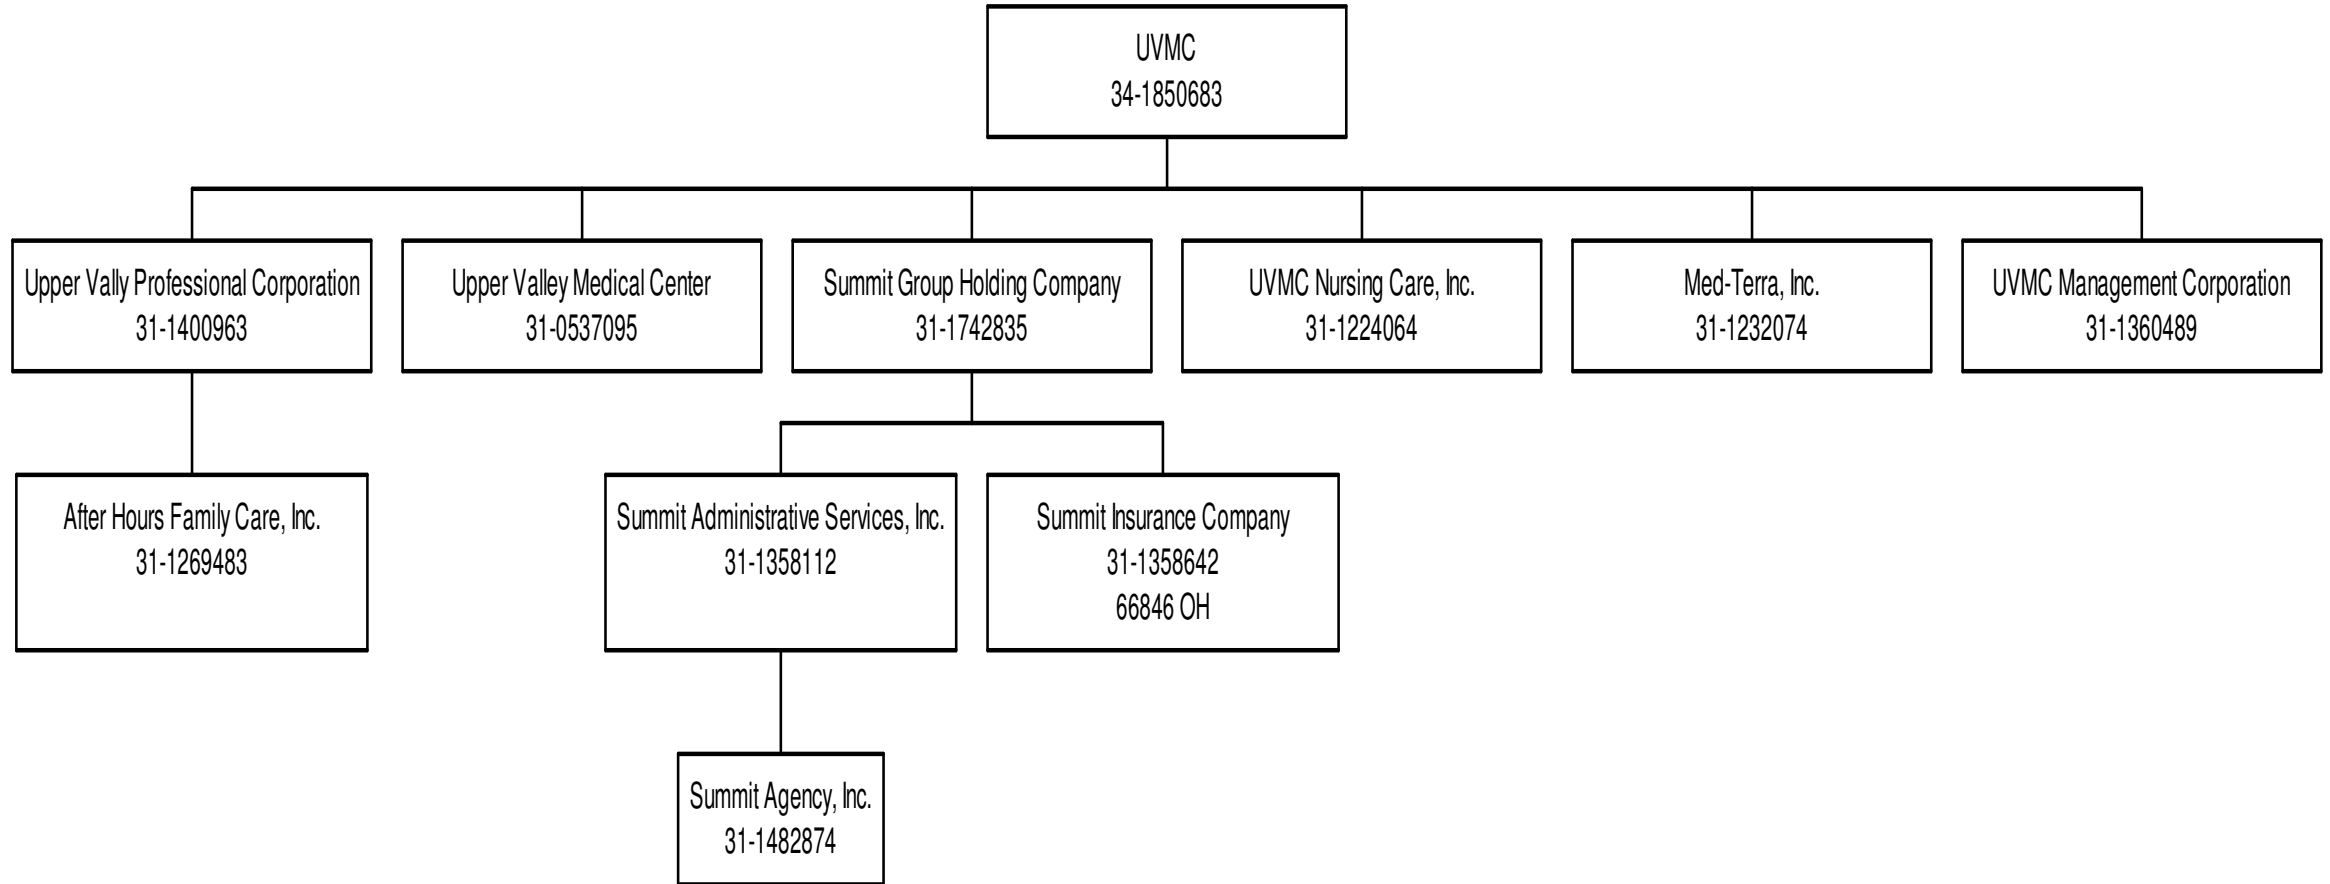 UVMC
34-1850683
Upper Vally Professional Corporation
31-1400963
Upper Valley Medical Center
31-0537095
Summit Group Holding Company
31-1742835
UVMC Nursing Care, Inc.
31-1224064
Med-Terra, Inc.
31-1232074
UVMC Management Corporation
31-1360489
After Hours Family Care, Inc.
31-1269483
Summit Administrative Services, Inc.
31-1358112
Summit Insurance Company
31-1358642
66846 OH
Summit Agency, Inc.
31-1482874